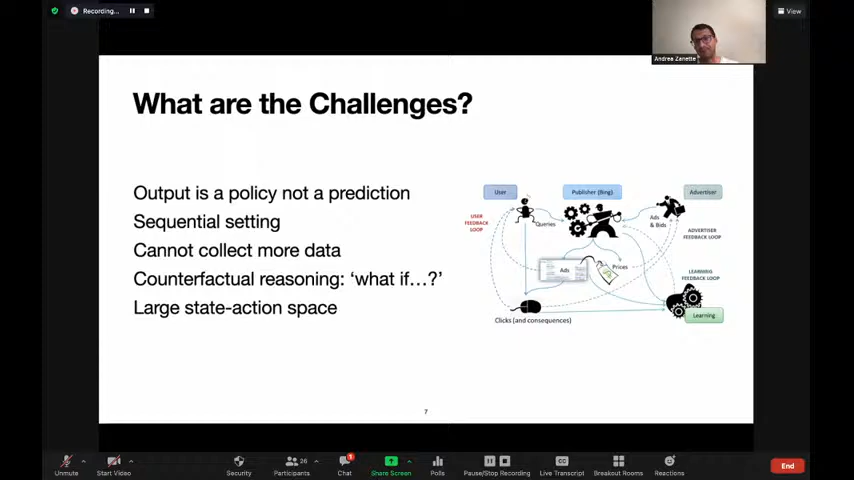 Recording...
View
Andrea Zanette
What are the Challenges?
Output is a policy not a prediction
Sequential setting
Cannot collect more data
Counterfactual reasoning: ‘what if…?’
Large state-action space
User
Publisher (Bing)
Advertiser
USER
FEEDBACK
LOOP
Queries
Ads
& Bids
ADVERTISER
FEEDBACK LOOP
Ads
Prices
LEARNING
FEEDBACK LOOP
Clicks (and consequences)
Learning
7
Unmute
Start Video
Security
Participants
26
Chat
1
Share Screen
Polls
Pause/Stop Recording
CC
Live Transcript
Breakout Rooms
Reactions
End